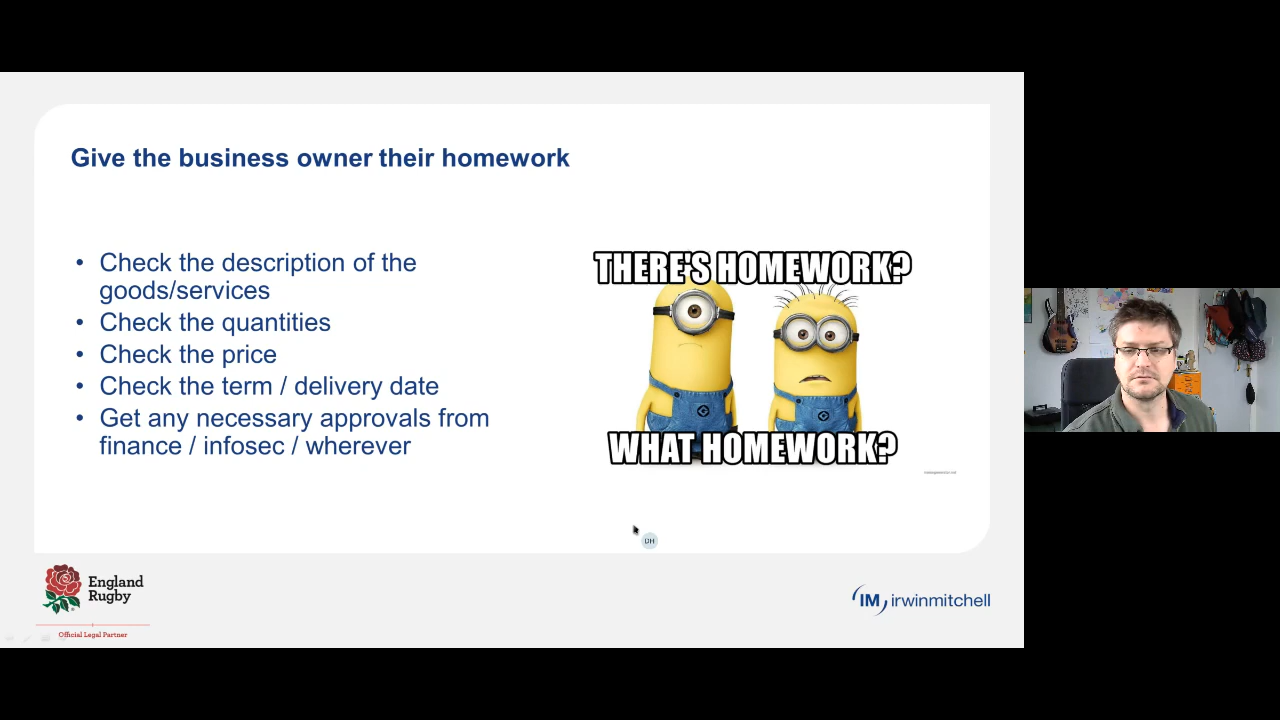 Give the business owner their homework
• Check the description of the
goods/services
• Check the quantities
• Check the price
• Check the term / delivery date
• Get any necessary approvals from
finance / infosec / wherever
THERE'S HOMEWORK?
WHAT HOMEWORK?
DH
England
Rugby
Official Legal Partner
IM irwinmitchell